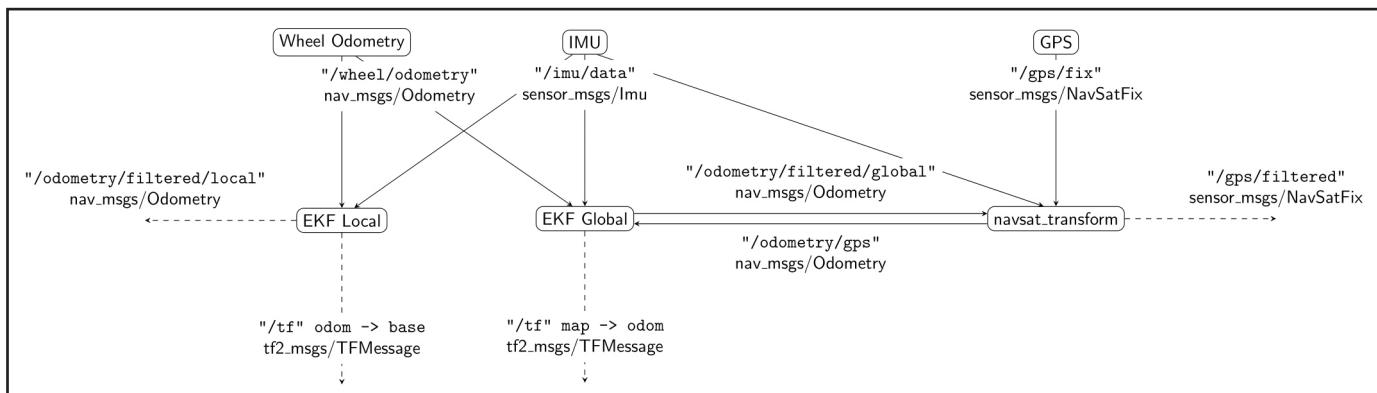 Wheel Odometry
IMU
GPS
"/wheel/odometry"
nav_msgs/Odometry
"/imu/data"
sensor_msgs/Imu
"/gps/fix"
sensor_msgs/NavSatFix
"/odometry/filtered/local"
nav_msgs/Odometry
"/odometry/filtered/global"
nav_msgs/Odometry
"/gps/filtered"
sensor_msgs/NavSatFix
EKF Local
EKF Global
navsat_transform
"/odometry/gps"
nav_msgs/Odometry
"/tf" odom -> base
tf2_msgs/TFMessage
"/tf" map -> odom
tf2_msgs/TFMessage